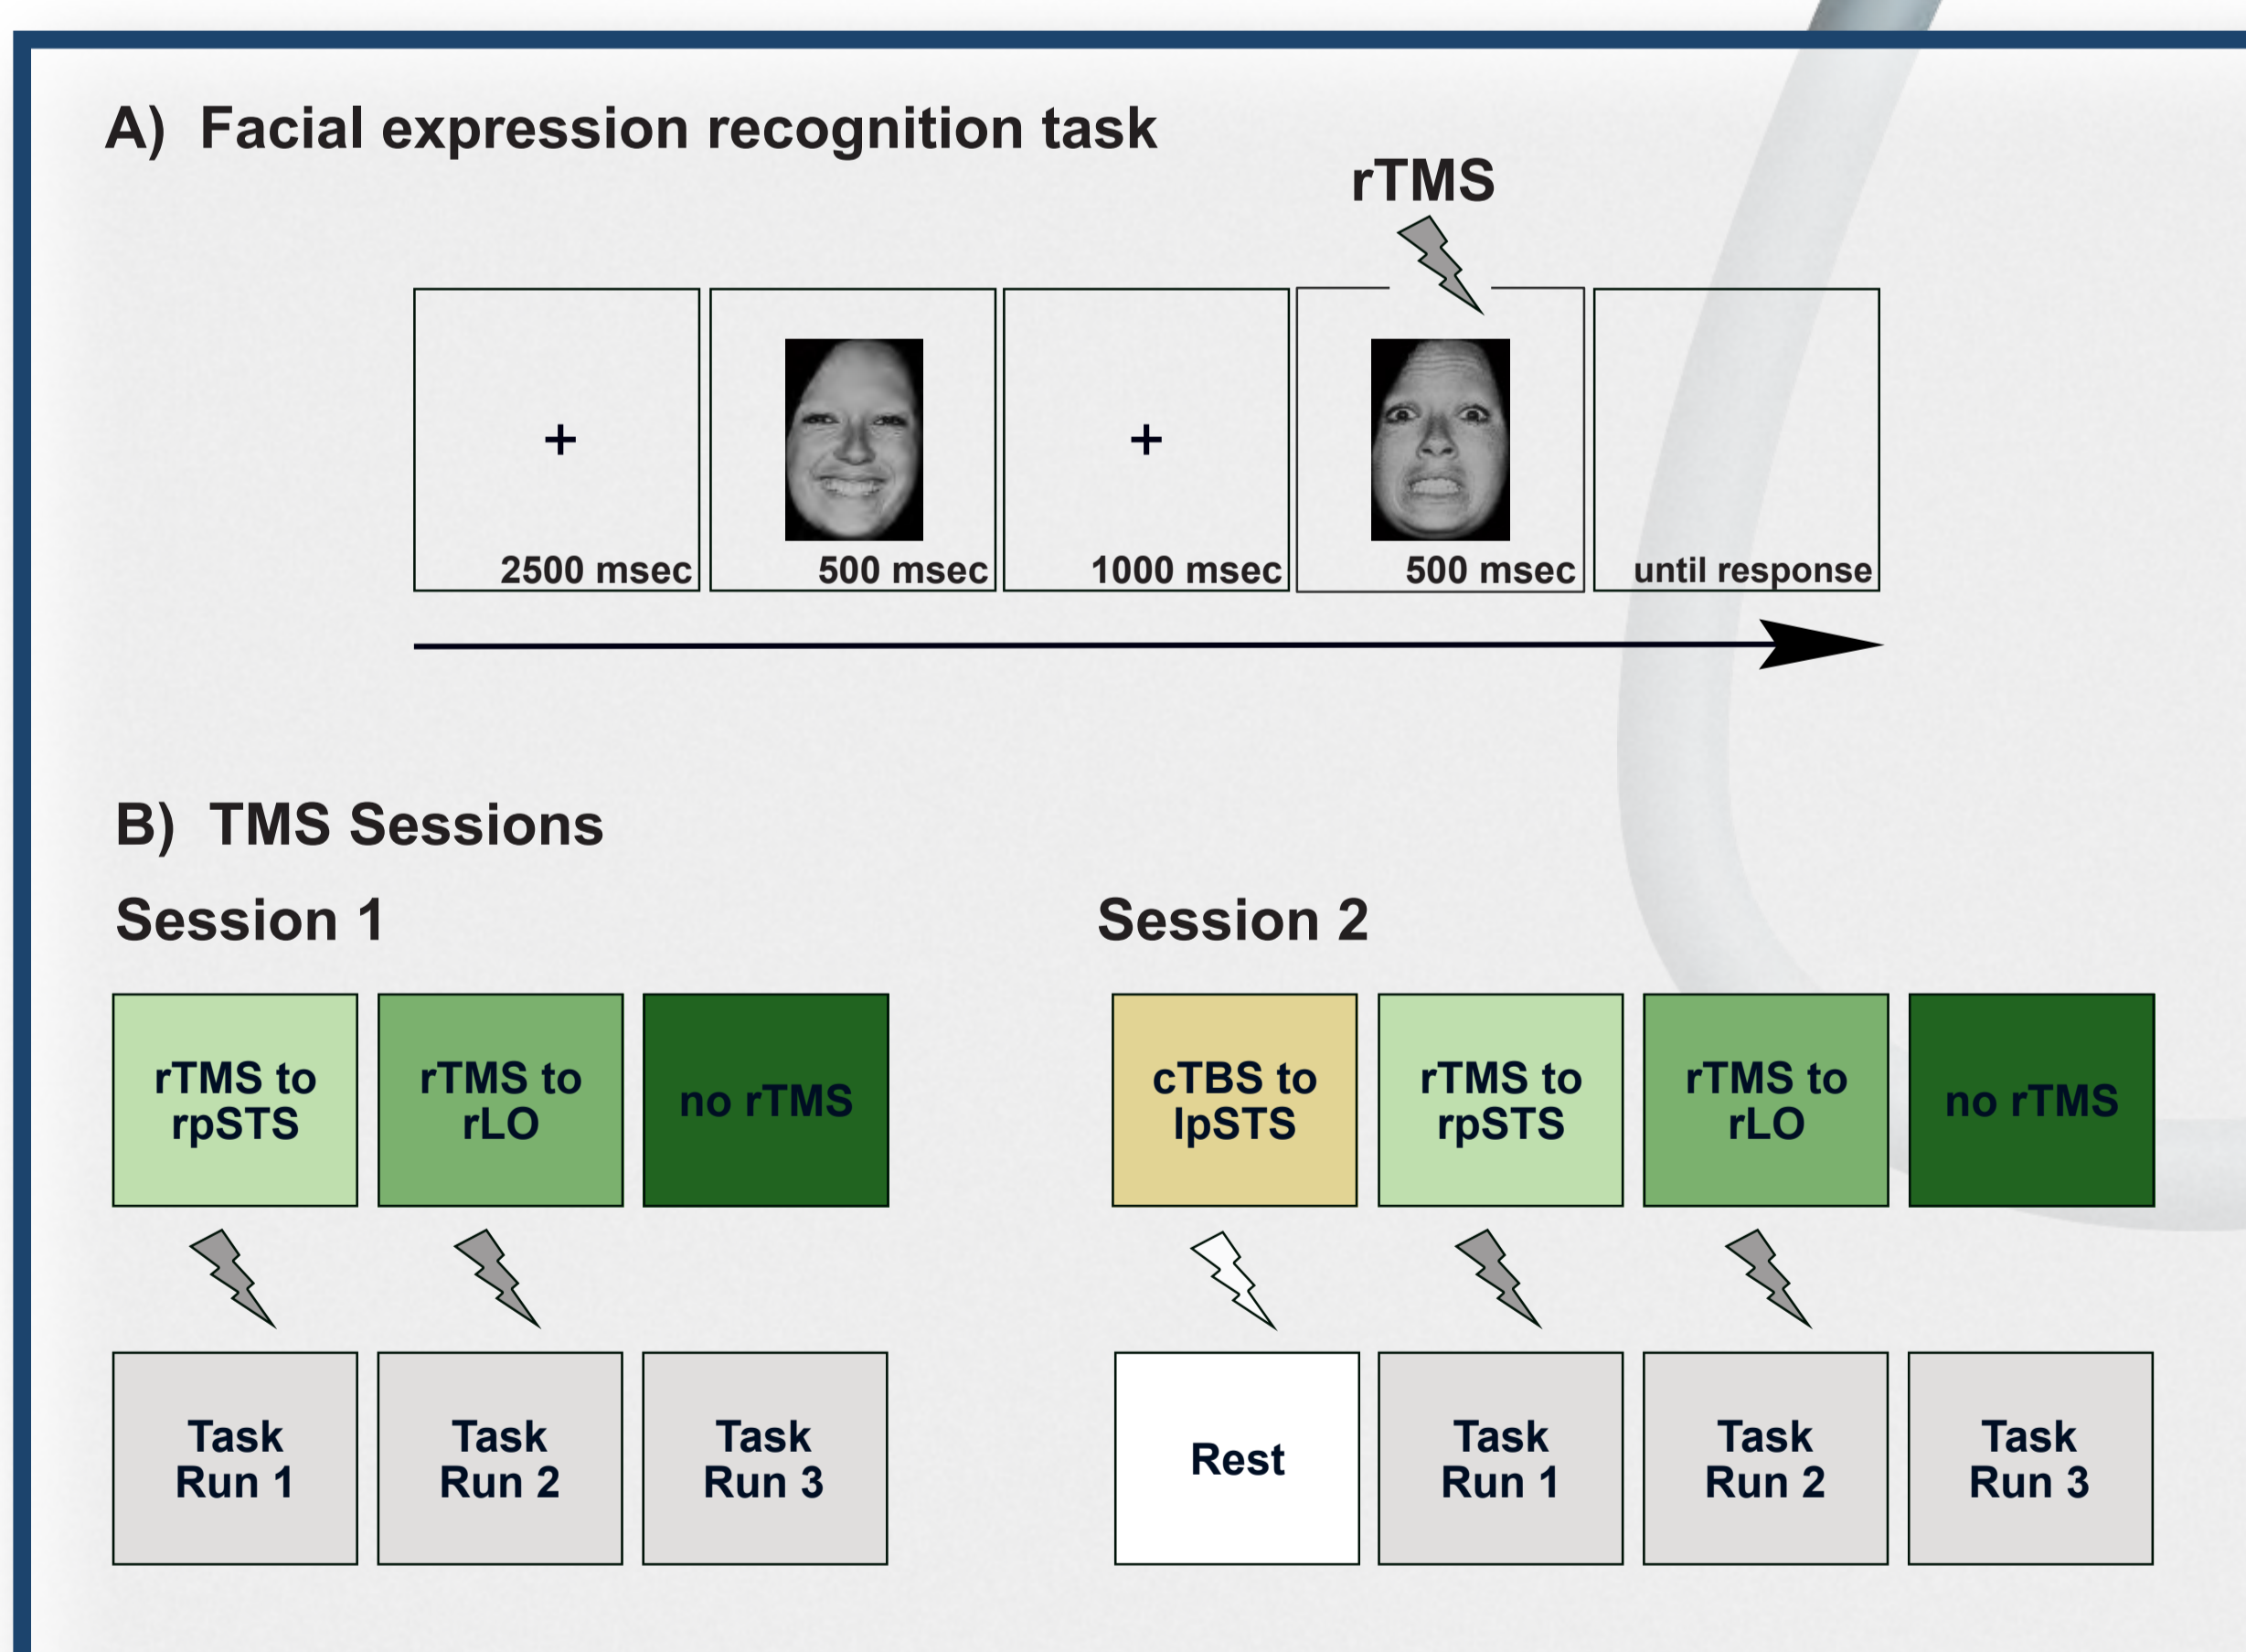 A) Facial expression recognition task
rTMS
+
+
2500 msec
500 msec
1000 msec
500 msec
until response
B) TMS Sessions
Session 1
Session 2
rTMS to
rpSTS
rTMS to
rLO
no rTMS
cTBS to
lpSTS
rTMS to
rpSTS
rTMS to
rLO
no rTMS
Task
Run 1
Task
Run 2
Task
Run 3
Rest
Task
Run 1
Task
Run 2
Task
Run 3